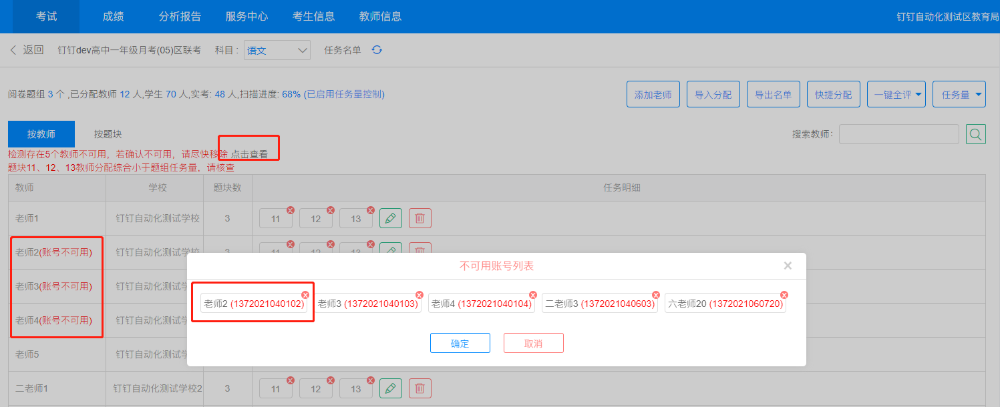 考试 成绩 分析报告 服务中心 考生信息 教师信息 钉钉自动化测试区教育局
返回 钉钉dev高中一年级月考(05)区联考 科目: 语文 任务名单
阅卷题组 3 个 ,已分配教师 12 人,学生 70 人,实考: 48 人,扫描进度: 68% (已启用任务量控制)
添加老师 导入分配 导出名单 快捷分配 一键全评 任务量
按教师 按题块 搜索教师:
检测存在5个教师不可用，若确认不可用，请尽快移除 点击查看
题块11、12、13教师分配综合小于题组任务量，请核查
教师 学校 题块数 任务明细
老师1 钉钉自动化测试学校 3 11 12 13
老师2(账号不可用) 钉钉自动化测试学校 3 11 12 13
不可用账号列表
老师3(账号不可用) 钉钉自动化测试学
老师2 (1372021040102) 老师3 (1372021040103) 老师4 (1372021040104) 二老师3 (1372021040603) 六老师20 (1372021060720)
老师4(账号不可用) 钉钉自动化测试学
确定 取消
老师5 钉钉自动化测试学
二老师1 钉钉自动化测试学校2 3 11 12 13